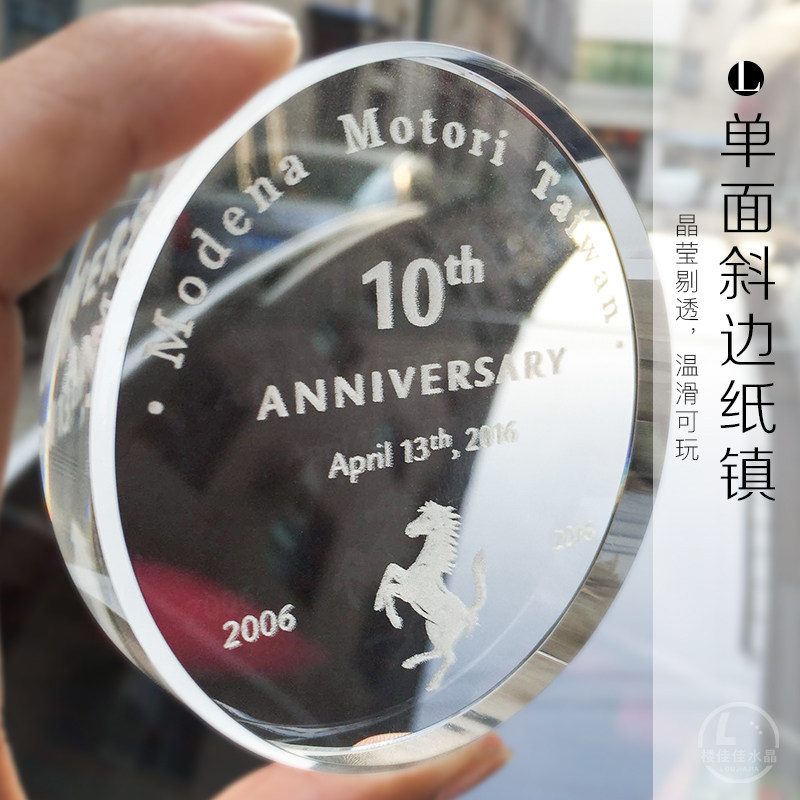 Modena Motori Taiwan
10th
ANNIVERSARY
April 13th, 2016
2006
2016
L
单面斜边纸镇
晶莹剔透，温滑可玩
L